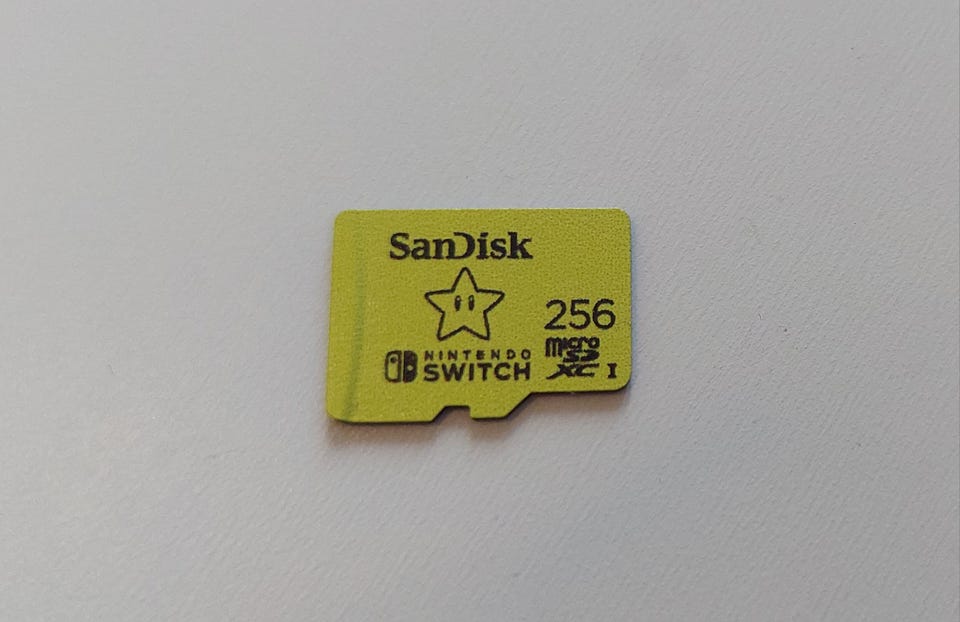 SanDisk
256
NINTENDO
SWITCH
micro
SD
XC I